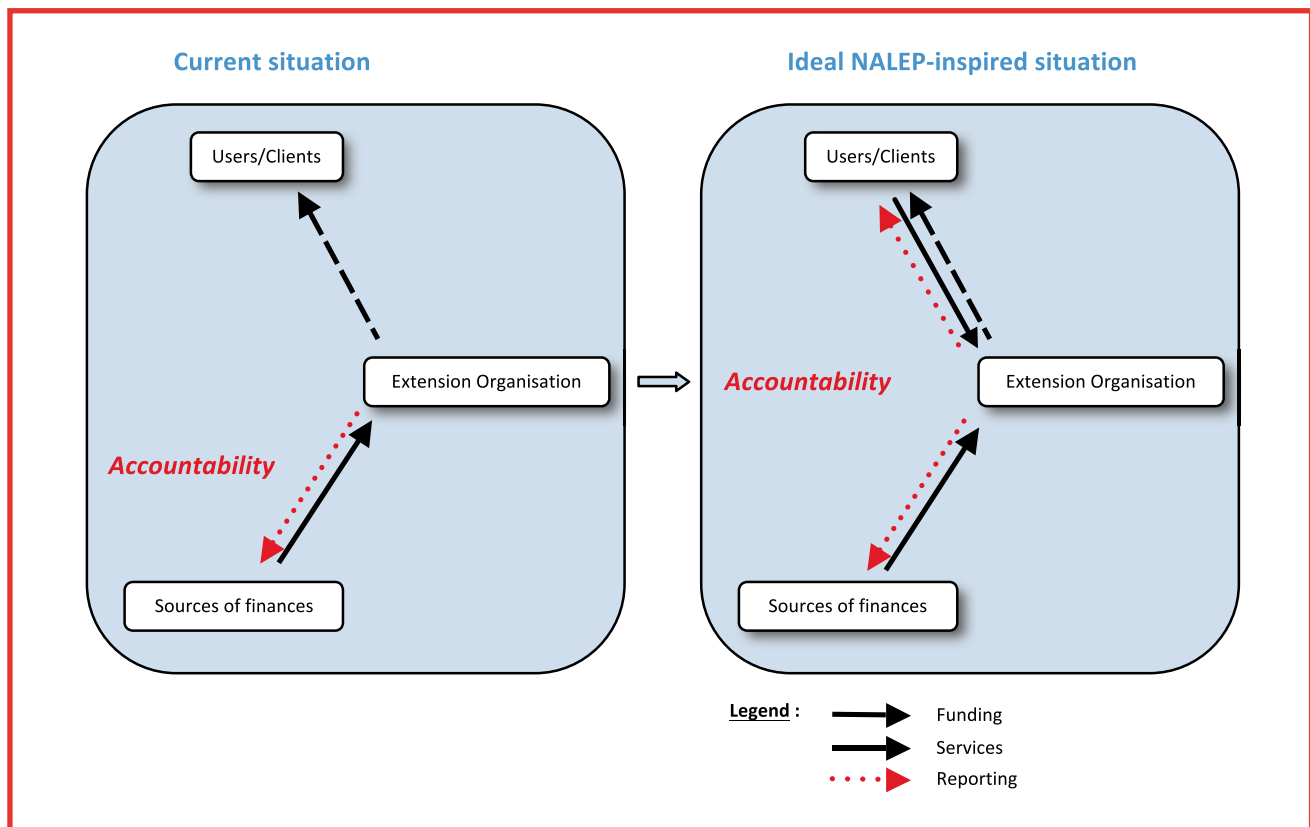 Current situation
Ideal NALEP-inspired situation
Users/Clients
Users/Clients
Extension Organisation
Extension Organisation
Accountability
Accountability
Sources of finances
Sources of finances
Legend :
Funding
Services
Reporting